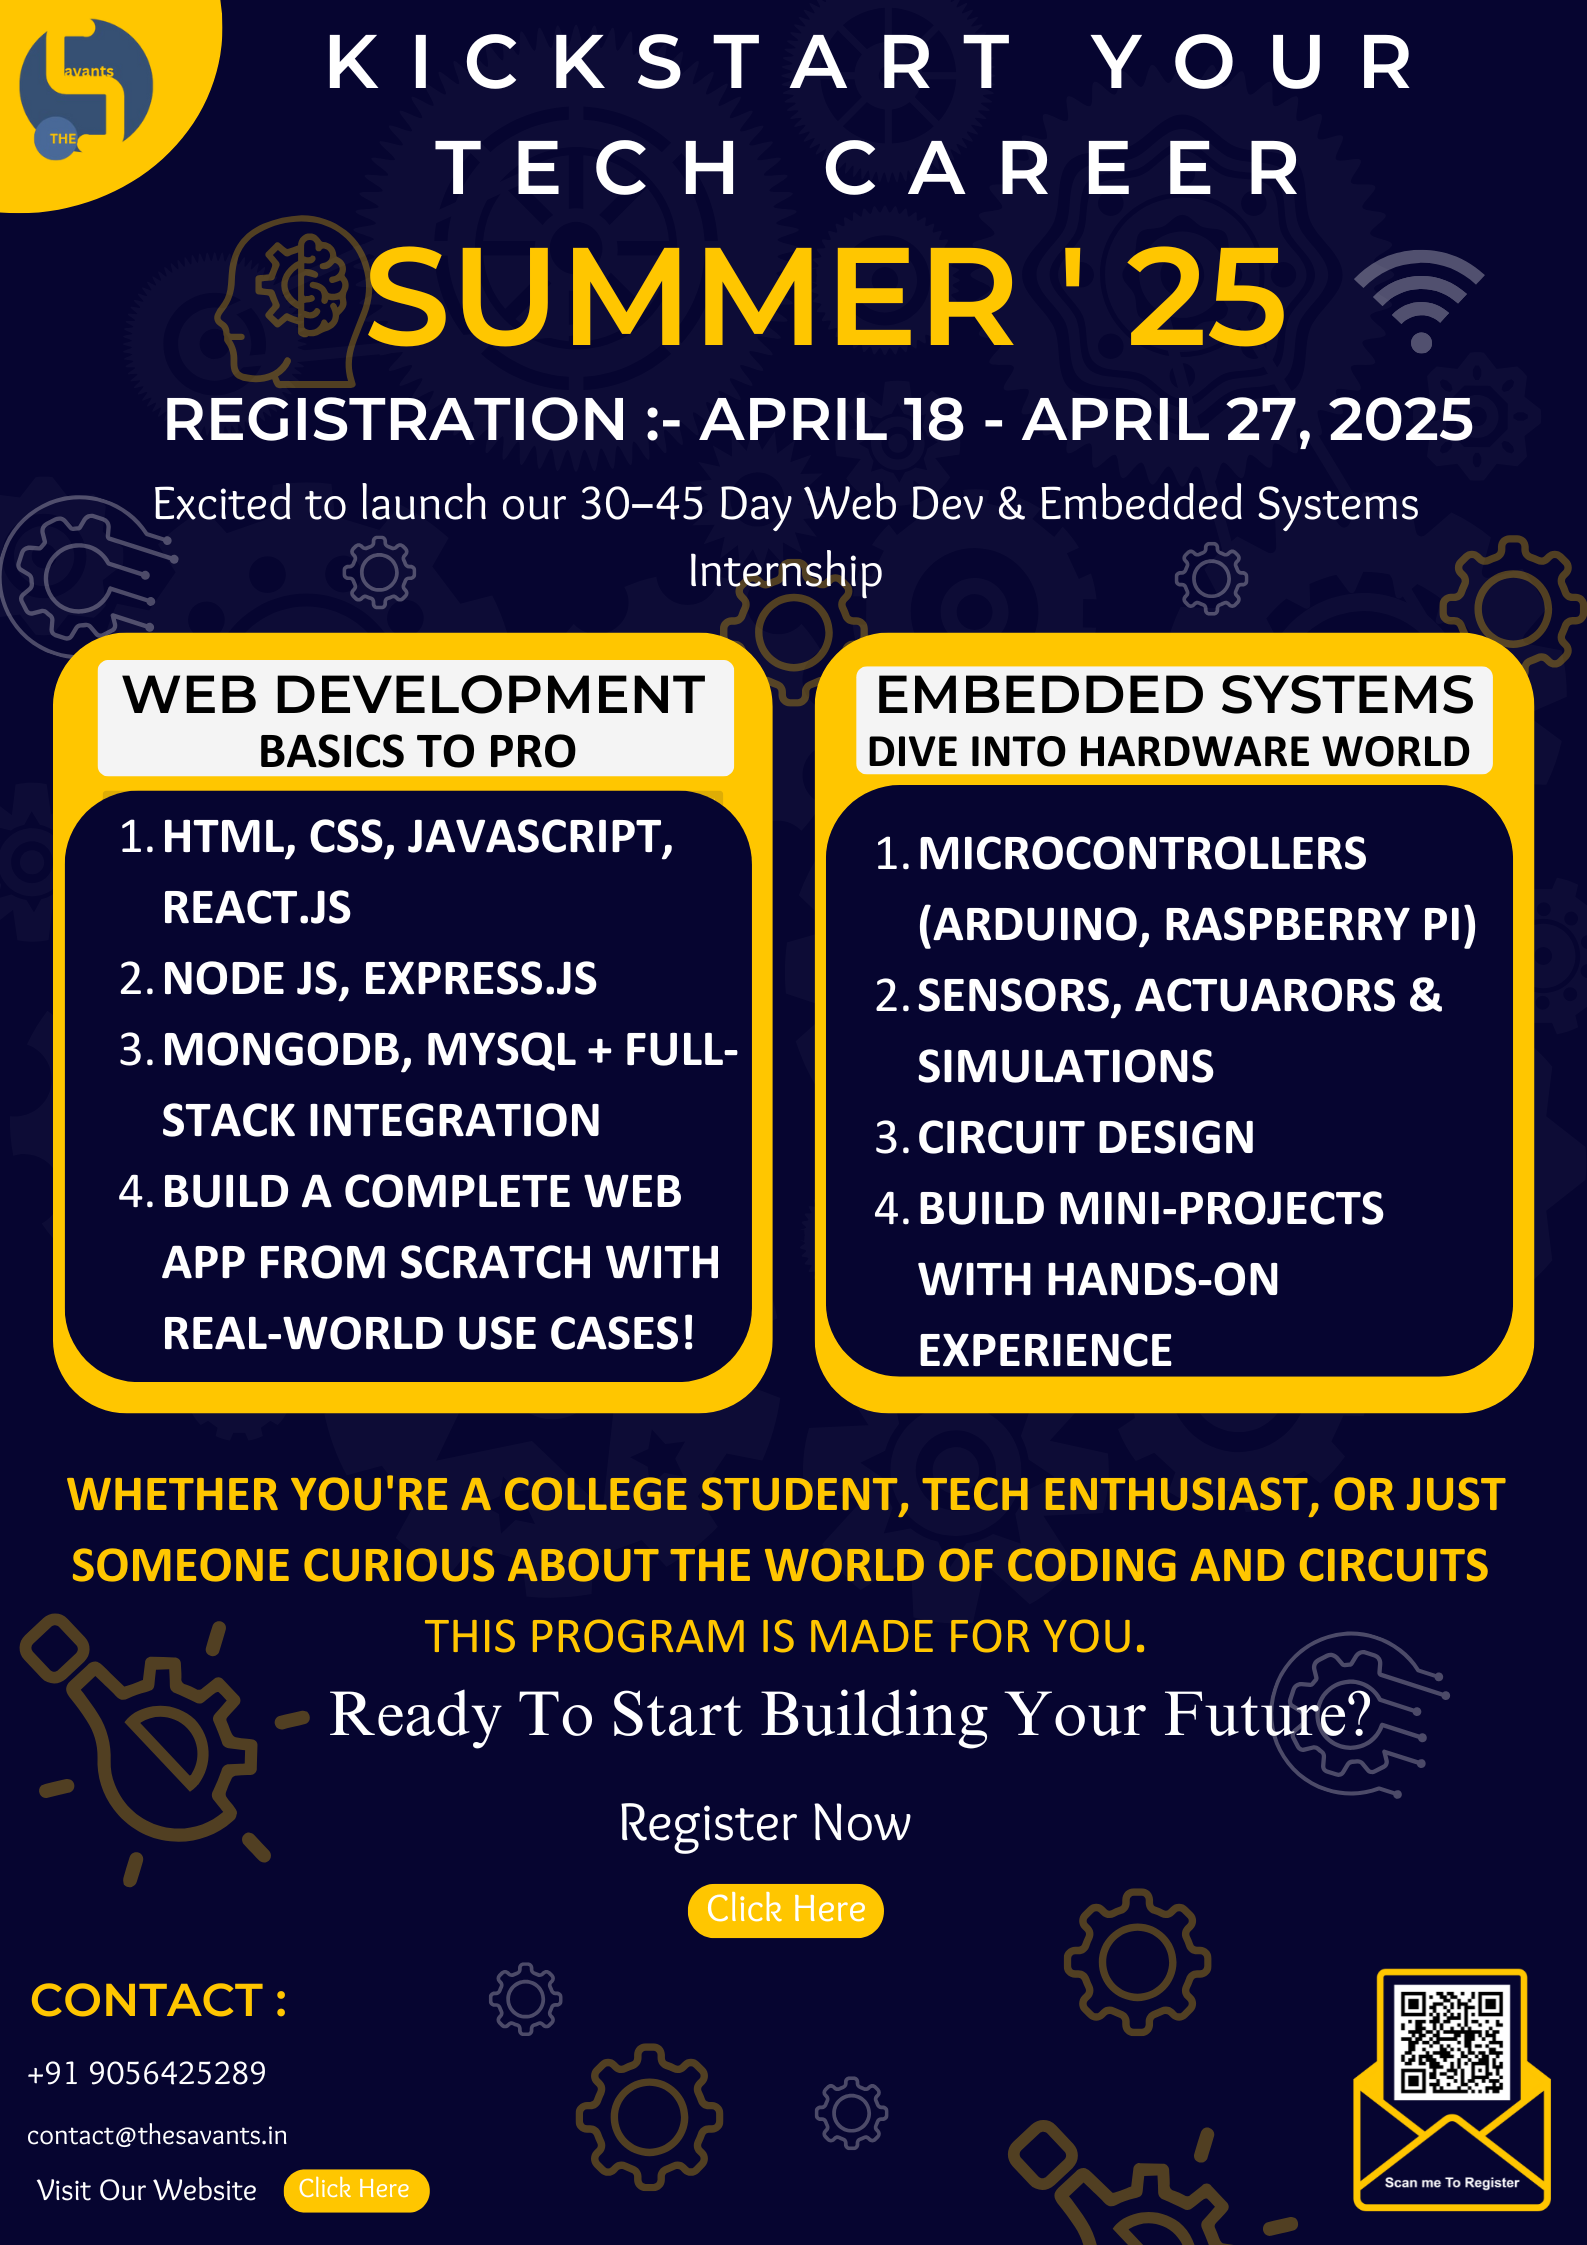 avants
THE
KICKSTART YOUR
TECH CAREER
SUMMER ' 25
REGISTRATION :- APRIL 18 - APRIL 27, 2025
Excited to launch our 30–45 Day Web Dev & Embedded Systems
Internship
WEB DEVELOPMENT
BASICS TO PRO
1. HTML, CSS, JAVASCRIPT,
REACT.JS
2. NODE JS, EXPRESS.JS
3. MONGODB, MYSQL + FULL-
STACK INTEGRATION
4. BUILD A COMPLETE WEB
APP FROM SCRATCH WITH
REAL-WORLD USE CASES!
EMBEDDED SYSTEMS
DIVE INTO HARDWARE WORLD
1. MICROCONTROLLERS
(ARDUINO, RASPBERRY PI)
2. SENSORS, ACTUARORS &
SIMULATIONS
3. CIRCUIT DESIGN
4. BUILD MINI-PROJECTS
WITH HANDS-ON
EXPERIENCE
WHETHER YOU'RE A COLLEGE STUDENT, TECH ENTHUSIAST, OR JUST
SOMEONE CURIOUS ABOUT THE WORLD OF CODING AND CIRCUITS
THIS PROGRAM IS MADE FOR YOU.
Ready To Start Building Your Future?
Register Now
Click Here
CONTACT :
+91 9056425289
contact@thesavants.in
Visit Our Website Click Here
Scan me To Register